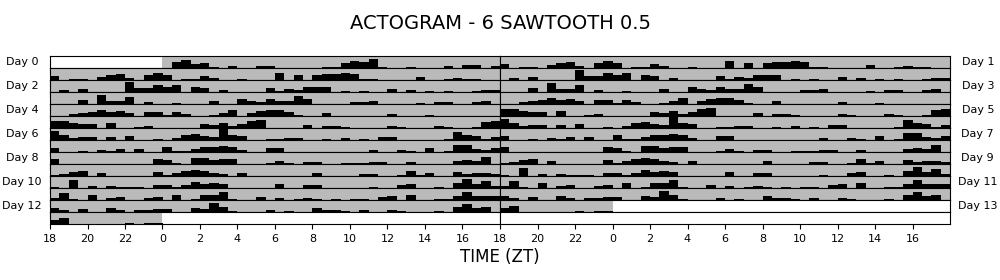 ACTOGRAM - 6 SAWTOOTH 0.5
Day 0 Day 1
Day 2 Day 3
Day 4 Day 5
Day 6 Day 7
Day 8 Day 9
Day 10 Day 11
Day 12 Day 13
18 20 22 0 2 4 6 8 10 12 14 16 18 20 22 0 2 4 6 8 10 12 14 16
TIME (ZT)